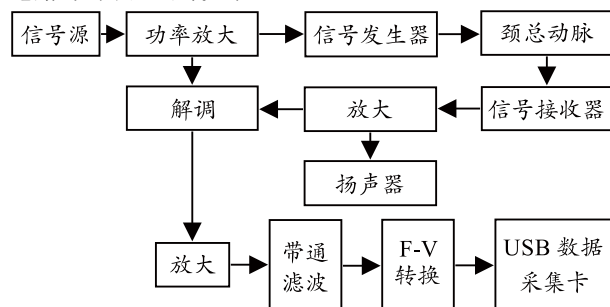 信号源
功率放大
信号发生器
颈总动脉
解调
放大
信号接收器
扬声器
放大
带通
滤波
F-V
转换
USB 数据
采集卡